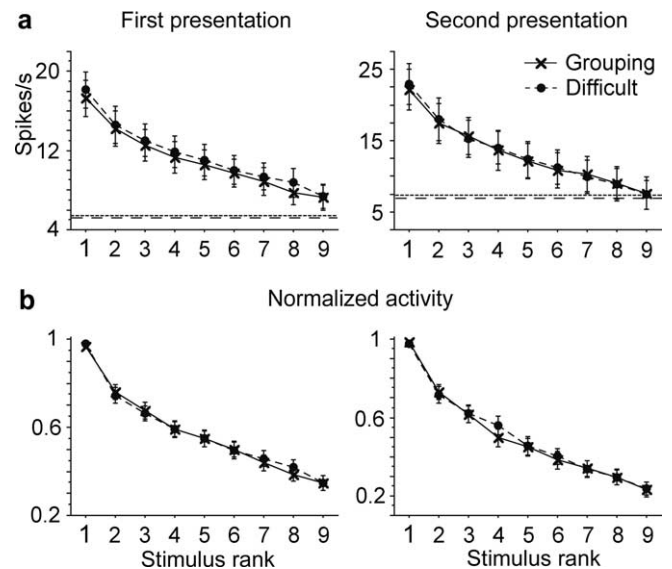 a First presentation Second presentation
Spikes/s
20
12
4
1 2 3 4 5 6 7 8 9
25
15
5
1 2 3 4 5 6 7 8 9
Grouping
Difficult
b Normalized activity
1
0.6
0.2
1 2 3 4 5 6 7 8 9
Stimulus rank
1
0.6
0.2
1 2 3 4 5 6 7 8 9
Stimulus rank